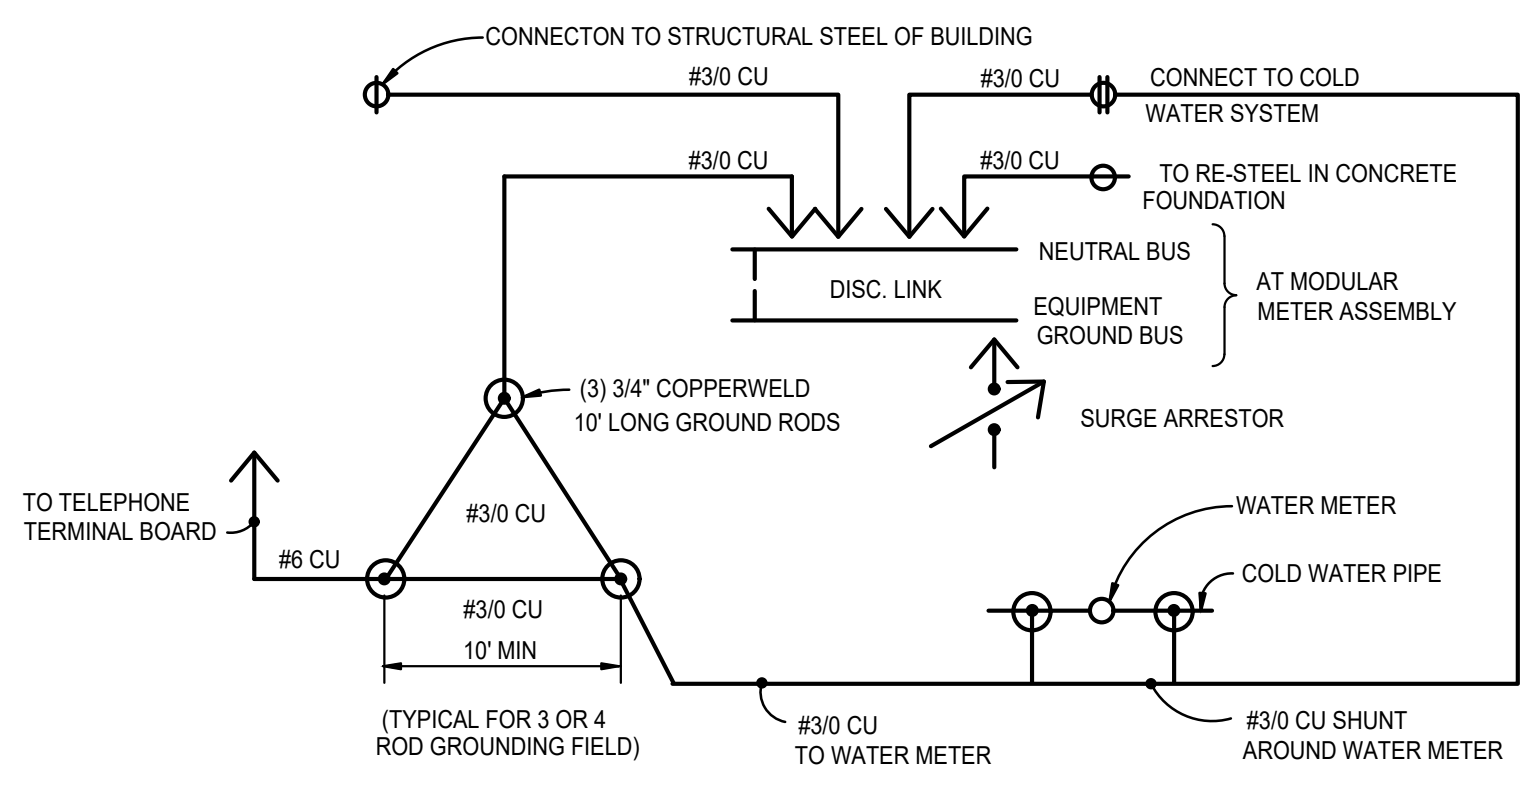 CONNECTON TO STRUCTURAL STEEL OF BUILDING
#3/0 CU
#3/0 CU
CONNECT TO COLD
WATER SYSTEM
#3/0 CU
#3/0 CU
TO RE-STEEL IN CONCRETE
FOUNDATION
NEUTRAL BUS
DISC. LINK
EQUIPMENT
GROUND BUS
AT MODULAR
METER ASSEMBLY
(3) 3/4" COPPERWELD
10' LONG GROUND RODS
SURGE ARRESTOR
TO TELEPHONE
TERMINAL BOARD
#6 CU
#3/0 CU
#3/0 CU
10' MIN
(TYPICAL FOR 3 OR 4
ROD GROUNDING FIELD)
WATER METER
COLD WATER PIPE
#3/0 CU
TO WATER METER
#3/0 CU SHUNT
AROUND WATER METER